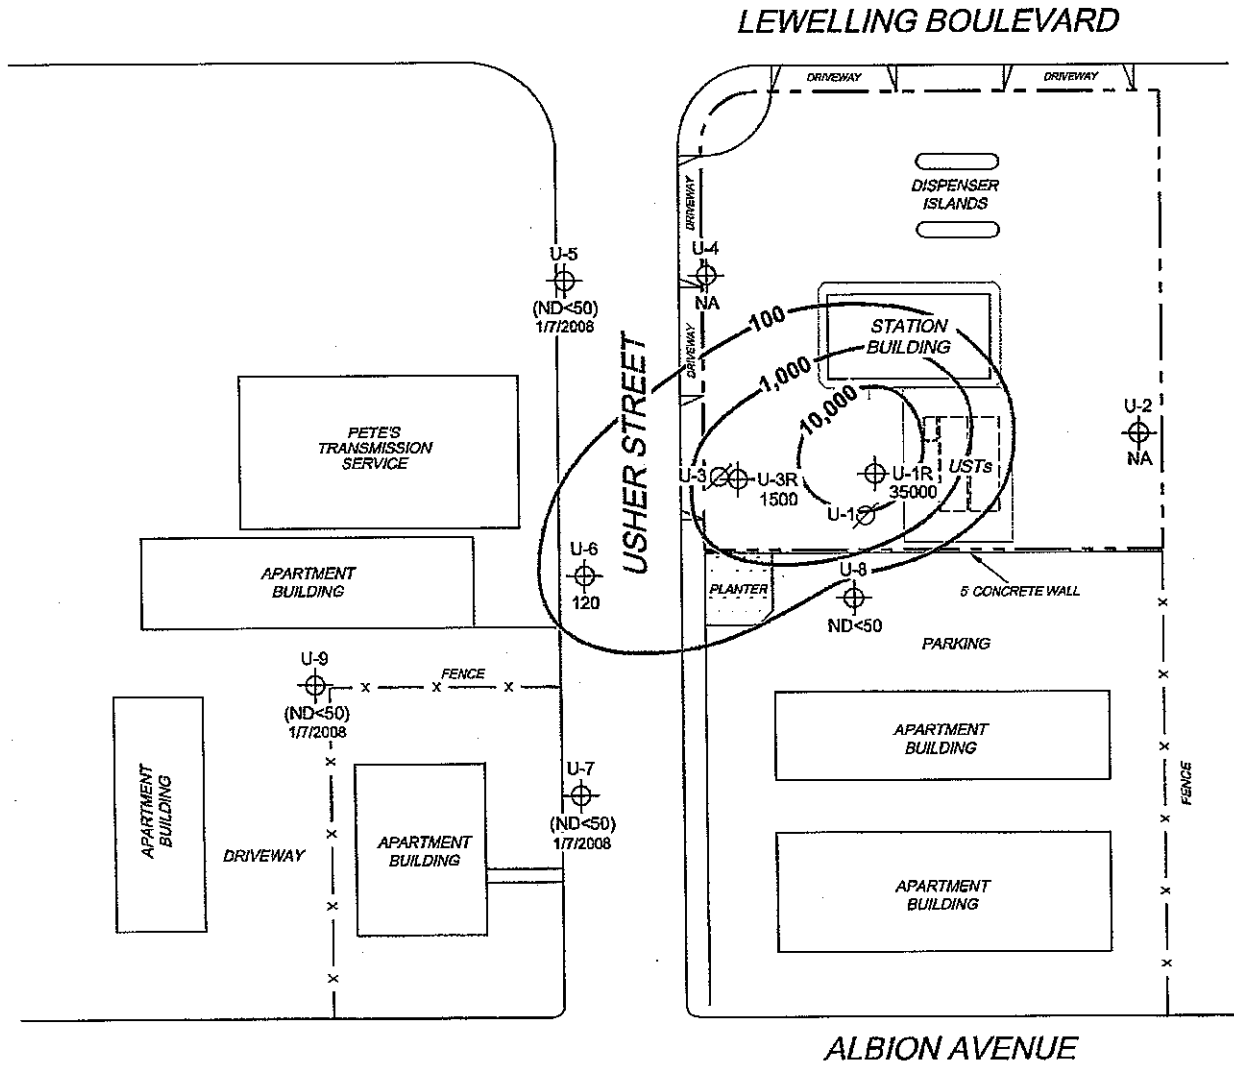 LEWELLING BOULEVARD
DRIVEWAY
DRIVEWAY
DISPENSER
ISLANDS
DRIVEWAY
U-4
NA
U-5
(ND<50)
1/7/2008
100
STATION
BUILDING
DRIVEWAY
USHER STREET
1,000
10,000
U-2
NA
PETE'S
TRANSMISSION
SERVICE
U-3
U-3R
1500
U-1R
35000
USTs
U-1
U-6
120
APARTMENT
BUILDING
PLANTER
U-8
ND<50
5 CONCRETE WALL
PARKING
U-9
(ND<50)
1/7/2008
FENCE
x x x
APARTMENT
BUILDING
U-7
(ND<50)
1/7/2008
APARTMENT
BUILDING
FENCE
DRIVEWAY
APARTMENT
BUILDING
APARTMENT
BUILDING
ALBION AVENUE